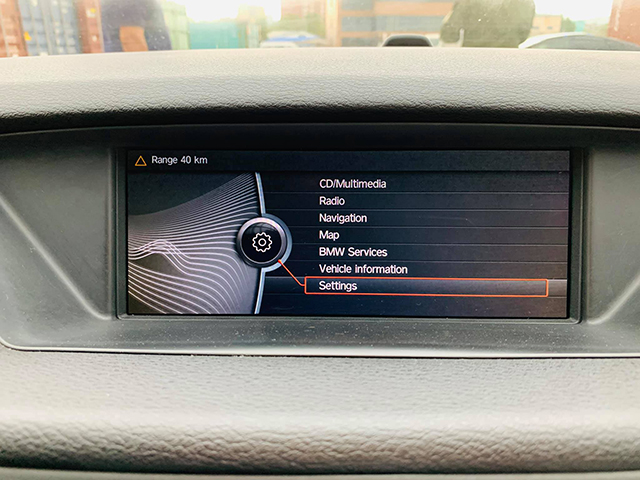 Range 40 km
CD/Multimedia
Radio
Navigation
Map
BMW Services
Vehicle information
Settings